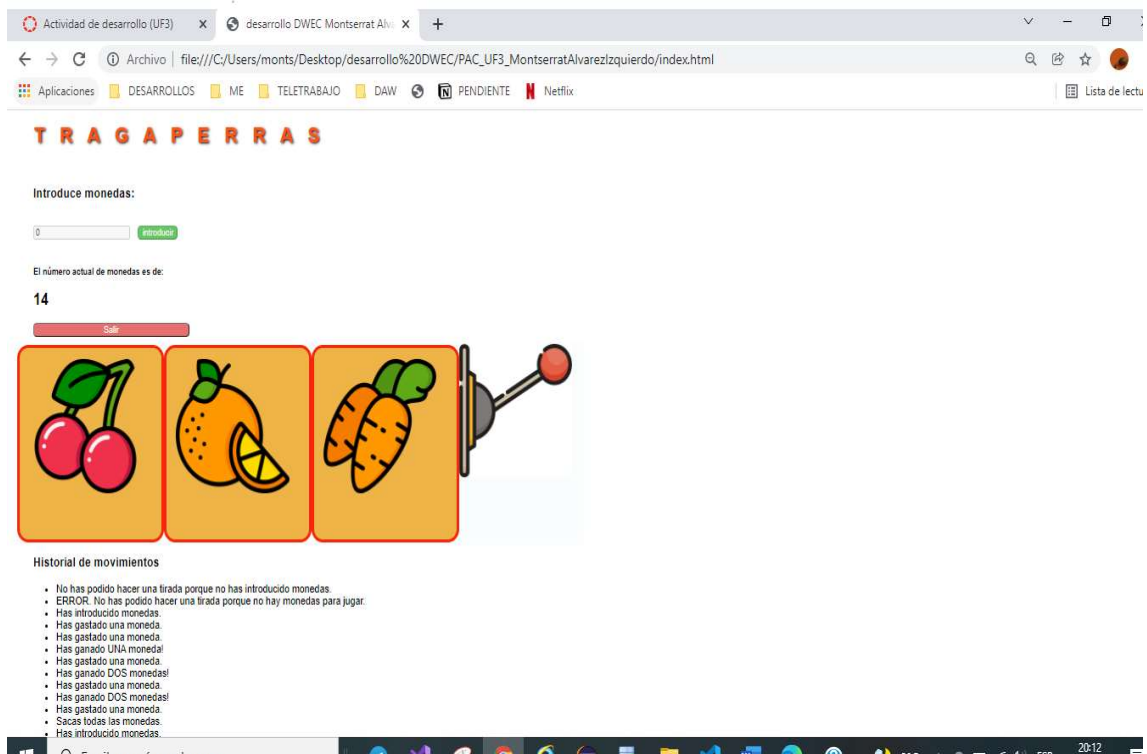 Actividad de desarrollo (UF3) x desarrollo DWEC Montserrat Alv x +
Archivo | file:///C:/Users/monts/Desktop/desarrollo%20DWEC/PAC_UF3_MontserratAlvarezIzquierdo/index.html
Aplicaciones DESARROLLOS ME TELETRABAJO DAW PENDIENTE Netflix Lista de lectu
TRAGAPERRAS
Introduce monedas:
0 introducir
El número actual de monedas es de:
14
Salir
Historial de movimientos
• No has podido hacer una tirada porque no has introducido monedas.
• ERROR. No has podido hacer una tirada porque no hay monedas para jugar.
• Has introducido monedas.
• Has gastado una moneda.
• Has gastado una moneda.
• Has ganado UNA moneda!
• Has gastado una moneda.
• Has ganado DOS monedas!
• Has gastado una moneda.
• Has ganado DOS monedas!
• Has gastado una moneda.
• Sacas todas las monedas.
• Has introducido monedas.
20:12